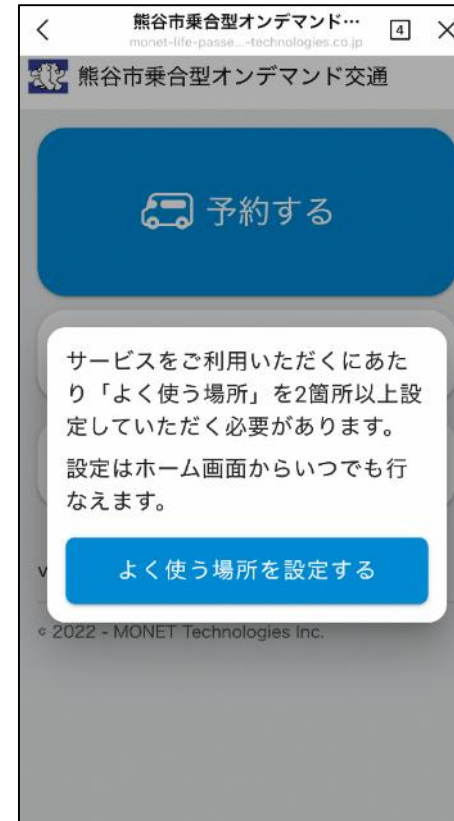 熊谷市乗合型オンデマンド…
monet-life-passe...-technologies.co.jp
4
熊谷市乗合型オンデマンド交通
予約する
サービスをご利用いただくにあた
り「よく使う場所」を2箇所以上設
定していただく必要があります。
設定はホーム画面からいつでも行
なえます。
よく使う場所を設定する
© 2022 - MONET Technologies Inc.